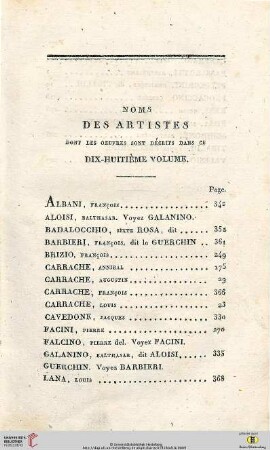 NOMS
DES ARTISTES
DONT LES OEUVRES SONT DÉCRITS DANS CE
DIX-HUITIÈME VOLUME.
Page.
ALBANI, FRANÇOIS. . . . . . . . . . . . . . 342
ALOISI, BALTHASAR. Voyez GALANINO.
BADALOCCHIO, SIXTE ROSA, dit . . . . 352
BARBIERI, FRANÇOIS, dit le GUERCHIN . . 361
BRIZIO, FRANÇOIS. . . . . . . . . . . . . . 249
CARRACHE, ANNIBAL . . . . . . . . . . . 175
CARRACHE, AUGUSTIN . . . . . . . . . . . 29
CARRACHE, FRANÇOIS . . . . . . . . . . . 366
CARRACHE, LOUIS . . . . . . . . . . . . . 23
CAVEDONE, JACQUES . . . . . . . . . . . . 330
FACINI, PIERRE . . . . . . . . . . . . . . . 270
FALCINO, PIERRE del. Voyez FACINI.
GALANINO, BALTHASAR, dit ALOISI. . . . . 335
GUERCHIN. Voyez BARBIERI.
LANA, LOUIS . . . . . . . . . . . . . . . . . 368